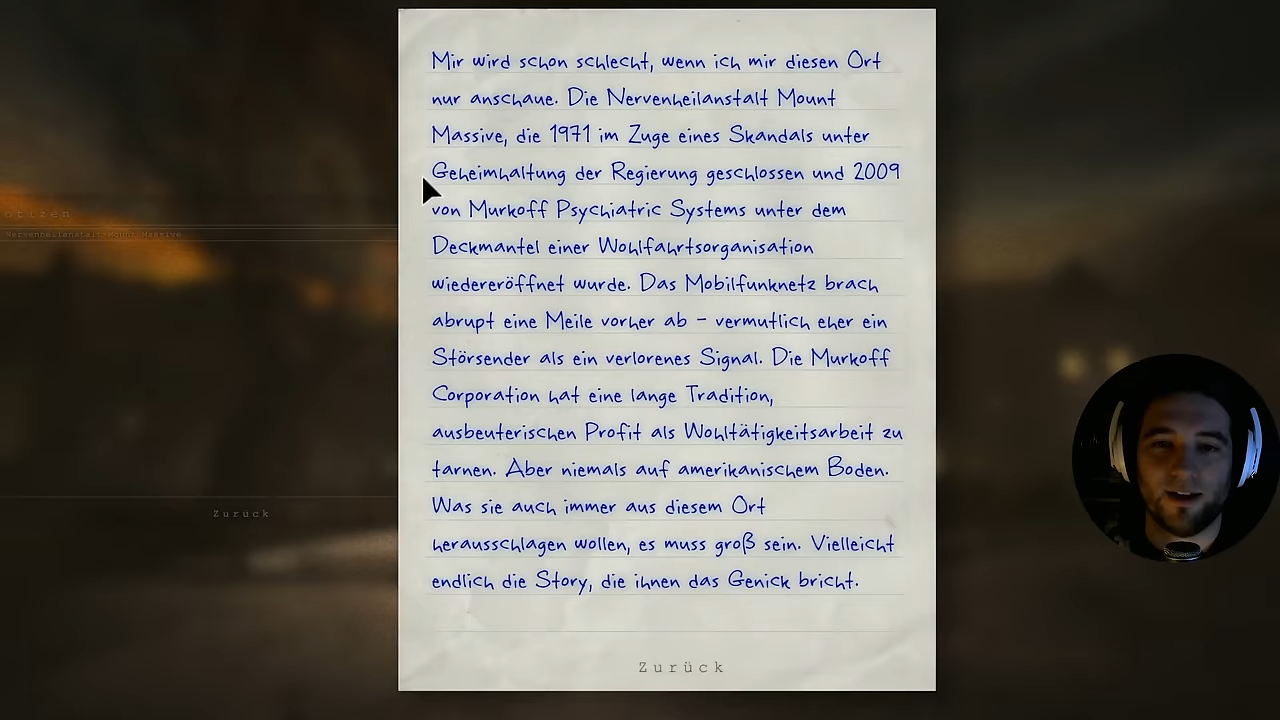 Mir wird schon schlecht, wenn ich mir diesen Ort
nur anschaue. Die Nervenheilanstalt Mount
Massive, die 1971 im Zuge eines Skandals unter
Geheimhaltung der Regierung geschlossen und 2009
von Murkoff Psychiatric Systems unter dem
Deckmantel einer Wohlfahrtsorganisation
wiedereröffnet wurde. Das Mobilfunknetz brach
abrupt eine Meile vorher ab - vermutlich eher ein
Störsender als ein verlorenes Signal. Die Murkoff
Corporation hat eine lange Tradition,
ausbeuterischen Profit als Wohltätigkeitsarbeit zu
tarnen. Aber niemals auf amerikanischem Boden.
Was sie auch immer aus diesem Ort
herausschlagen wollen, es muss groß sein. Vielleicht
endlich die Story, die ihnen das Genick bricht.
Zurück
otizen
Nervenheilanstalt Mount Massive
Zurück